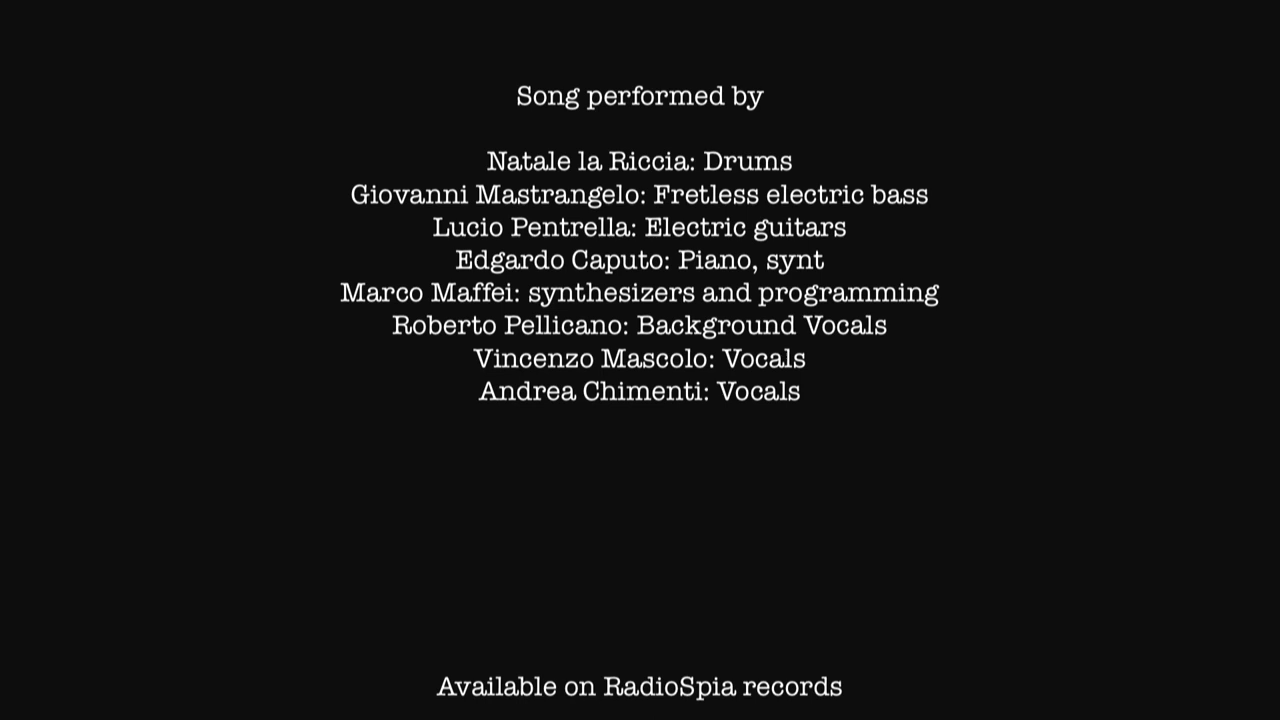 Song performed by
Natale la Riccia: Drums
Giovanni Mastrangelo: Fretless electric bass
Lucio Pentrella: Electric guitars
Edgardo Caputo: Piano, synt
Marco Maffei: synthesizers and programming
Roberto Pellicano: Background Vocals
Vincenzo Mascolo: Vocals
Andrea Chimenti: Vocals
Available on RadioSpia records